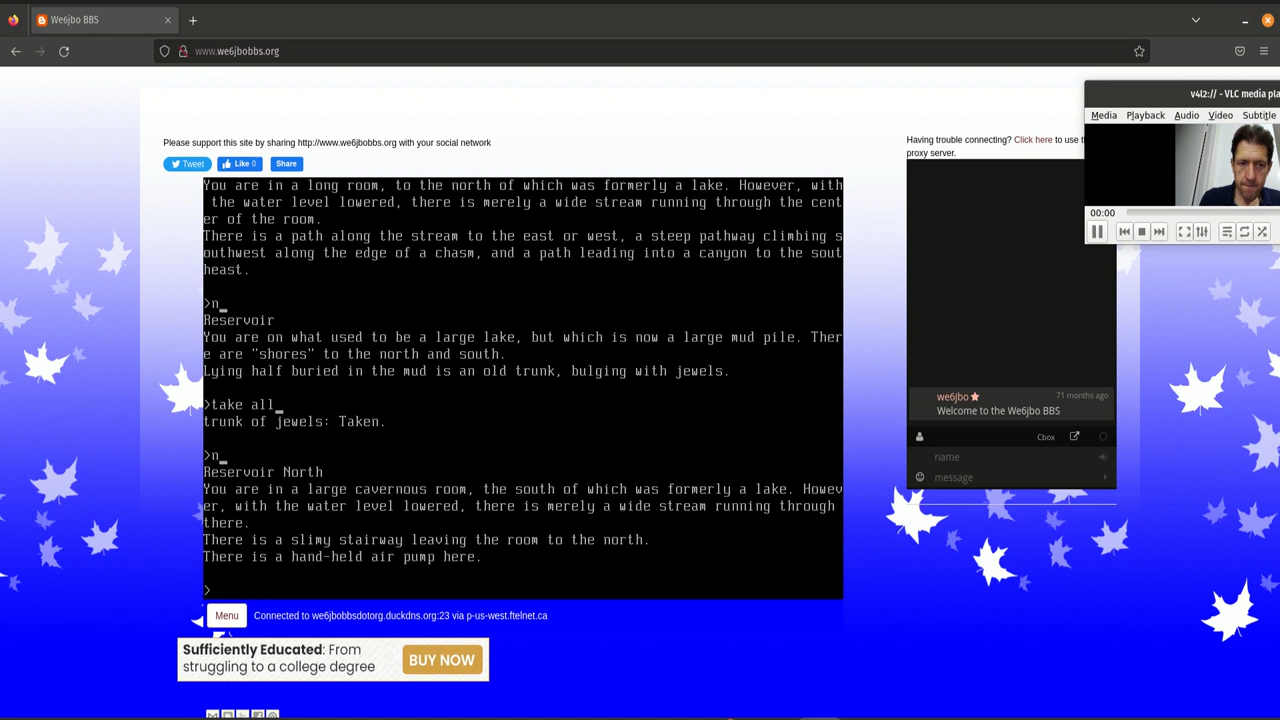 We6jbo BBS
www.we6jbobbs.org
v4l2:// - VLC media pla
Media Playback Audio Video Subtitle
00:00
Please support this site by sharing http://www.we6jbobbs.org with your social network
Tweet Like 0 Share
Having trouble connecting? Click here to use t
proxy server.
You are in a long room, to the north of which was formerly a lake. However, with
the water level lowered, there is merely a wide stream running through the cent
er of the room.
There is a path along the stream to the east or west, a steep pathway climbing s
outhwest along the edge of a chasm, and a path leading into a canyon to the sout
heast.
>n_
Reservoir
You are on what used to be a large lake, but which is now a large mud pile. Ther
e are "shores" to the north and south.
Lying half buried in the mud is an old trunk, bulging with jewels.
>take all_
trunk of jewels: Taken.
>n_
Reservoir North
You are in a large cavernous room, the south of which was formerly a lake. Howev
er, with the water level lowered, there is merely a wide stream running through
there.
There is a slimy stairway leaving the room to the north.
There is a hand-held air pump here.
>
we6jbo 71 months ago
Welcome to the We6jbo BBS
Cbox
name
message
Menu Connected to we6jbobbsdotorg.duckdns.org:23 via p-us-west.ftelnet.ca
Sufficiently Educated: From
struggling to a college degree
BUY NOW